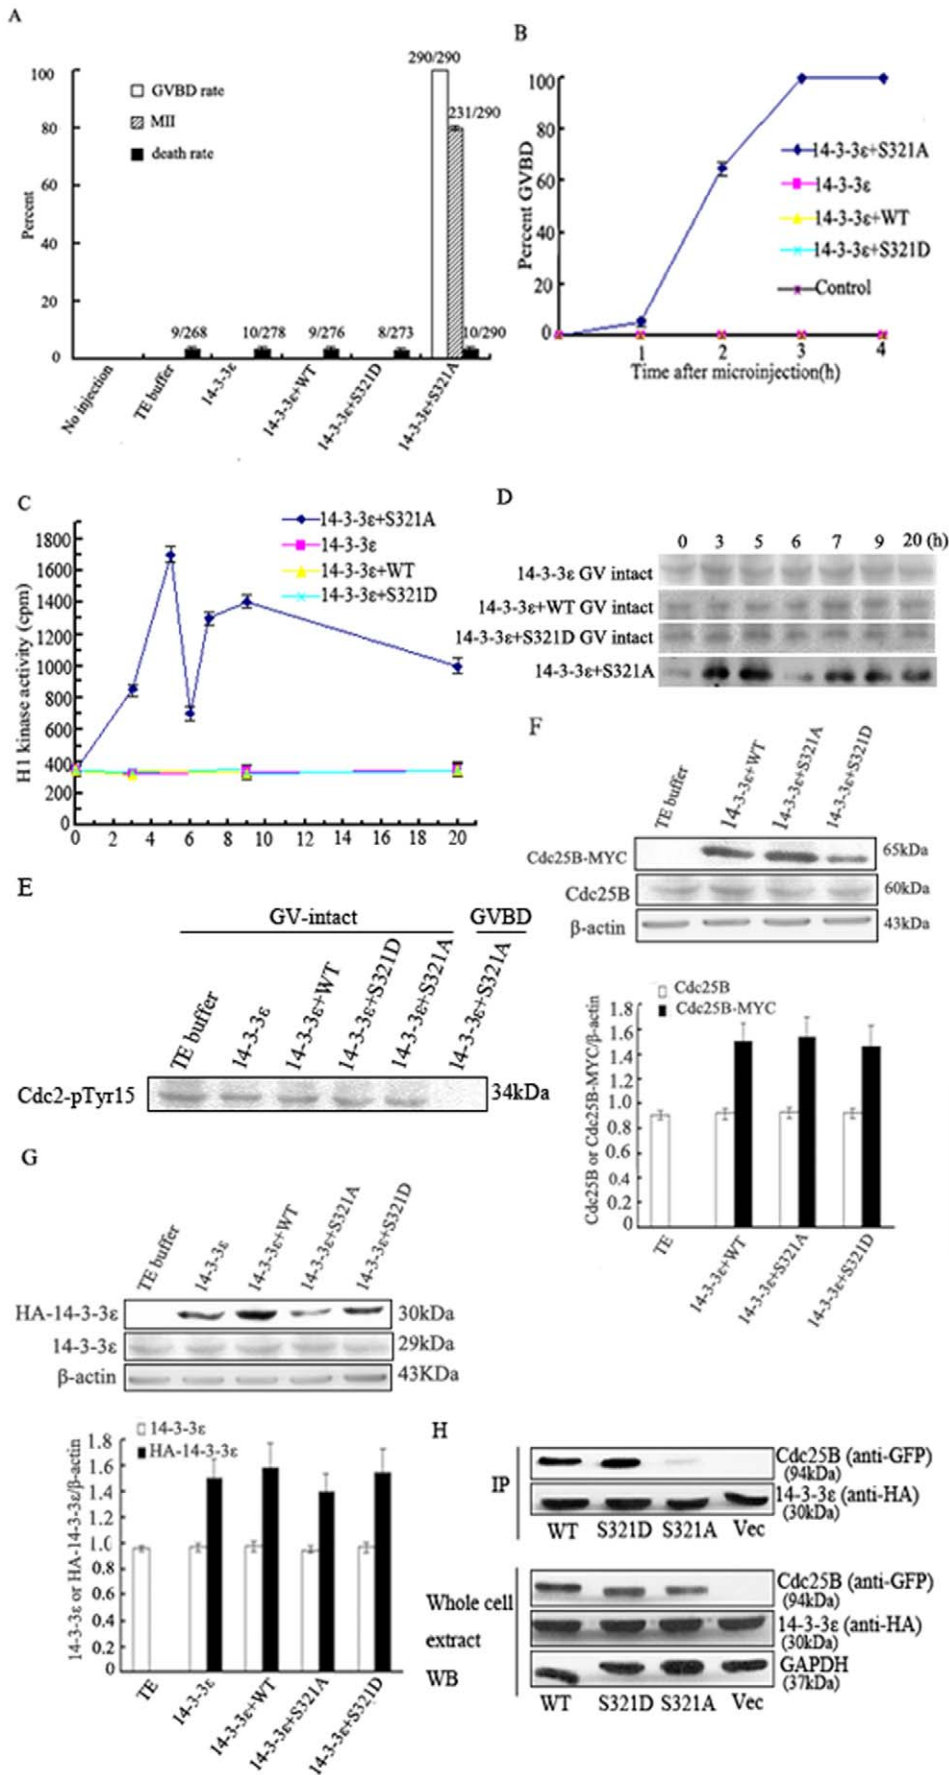 A
290/290
100
GVBD rate
231/290
MII
80
death rate
60
Percent
40
20
9/268 10/278 9/276 8/273 10/290
0
No injection
TE buffer
14-3-3ε
14-3-3ε+WT
14-3-3ε+S321D
14-3-3ε+S321A
B
100
80
60
40
20
0
Percent GVBD
14-3-3ε+S321A
14-3-3ε
14-3-3ε+WT
14-3-3ε+S321D
Control
1 2 3 4
Time after microinjection(h)
C
14-3-3ε+S321A
14-3-3ε
14-3-3ε+WT
14-3-3ε+S321D
1800
1600
1400
1200
1000
800
600
400
200
0
H1 kinase activity (cpm)
0 2 4 6 8 10 12 14 16 18 20
D
0 3 5 6 7 9 20 (h)
14-3-3ε GV intact
14-3-3ε+WT GV intact
14-3-3ε+S321D GV intact
14-3-3ε+S321A
E
GV-intact GVBD
TE buffer
14-3-3ε
14-3-3ε+WT
14-3-3ε+S321D
14-3-3ε+S321A
14-3-3ε+S321A
Cdc2-pTyr15 34kDa
F
TE buffer
14-3-3ε+WT
14-3-3ε+S321A
14-3-3ε+S321D
Cdc25B-MYC 65kDa
Cdc25B 60kDa
β-actin 43kDa
Cdc25B
Cdc25B-MYC
1.8
1.6
1.4
1.2
1.0
0.8
0.6
0.4
0.2
0
Cdc25B or Cdc25B-MYC/β-actin
TE
14-3-3ε+WT
14-3-3ε+S321A
14-3-3ε+S321D
G
TE buffer
14-3-3ε
14-3-3ε+WT
14-3-3ε+S321A
14-3-3ε+S321D
HA-14-3-3ε 30kDa
14-3-3ε 29kDa
β-actin 43KDa
14-3-3ε
HA-14-3-3ε
1.8
1.6
1.4
1.2
1.0
0.8
0.6
0.4
0.2
0
14-3-3ε or HA-14-3-3ε/β-actin
TE
14-3-3ε
14-3-3ε+WT
14-3-3ε+S321A
14-3-3ε+S321D
H
IP
Cdc25B (anti-GFP)
(94kDa)
14-3-3ε (anti-HA)
(30kDa)
WT S321D S321A Vec
Whole cell
extract
WB
Cdc25B (anti-GFP)
(94kDa)
14-3-3ε (anti-HA)
(30kDa)
GAPDH
(37kDa)
WT S321D S321A Vec